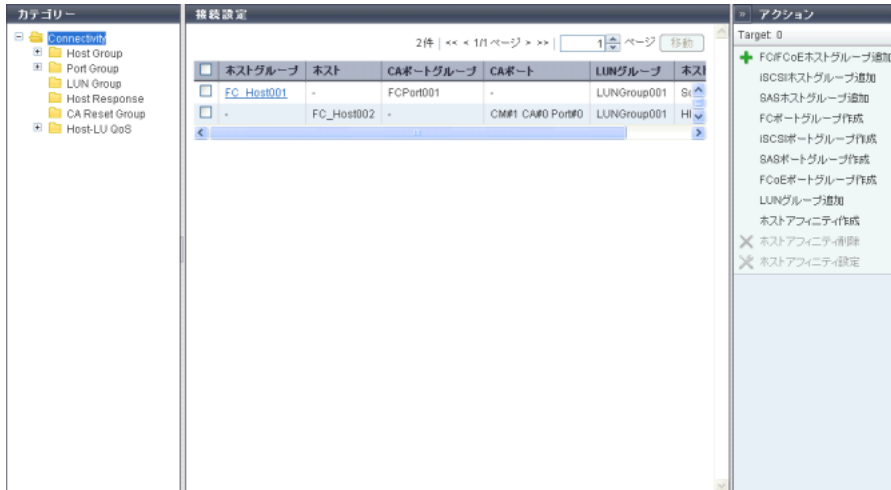 カテゴリー
Connectivity
Host Group
Port Group
LUN Group
Host Response
CA Reset Group
Host-LU QoS
接続設定
2件 | << < 1/1 ページ > >> | 1 ページ 移動
ホストグループ ホスト CAポートグループ CAポート LUNグループ ホスト
FC_Host001 - FCPort001 - LUNGroup001
- FC_Host002 - CM#1 CA#0 Port#0 LUNGroup001
» アクション
Target: 0
FC/FCoEホストグループ追加
iSCSIホストグループ追加
SASホストグループ追加
FCポートグループ作成
iSCSIポートグループ作成
SASポートグループ作成
FCoEポートグループ作成
LUNグループ追加
ホストアフィニティ作成
ホストアフィニティ削除
ホストアフィニティ設定